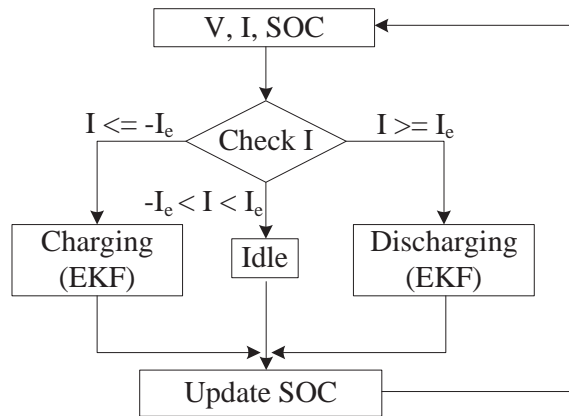 V, I, SOC
I <= -Iₑ
Check I
I >= Iₑ
-Iₑ < I < Iₑ
Charging
(EKF)
Idle
Discharging
(EKF)
Update SOC